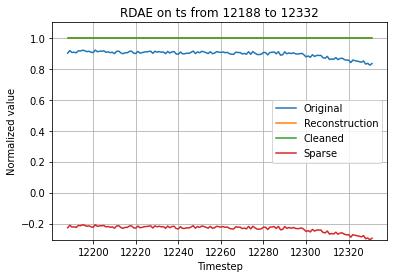 RDAE on ts from 12188 to 12332
Normalized value
1.0
0.8
0.6
0.4
0.2
0.0
−0.2
Original
Reconstruction
Cleaned
Sparse
12200 12220 12240 12260 12280 12300 12320
Timestep